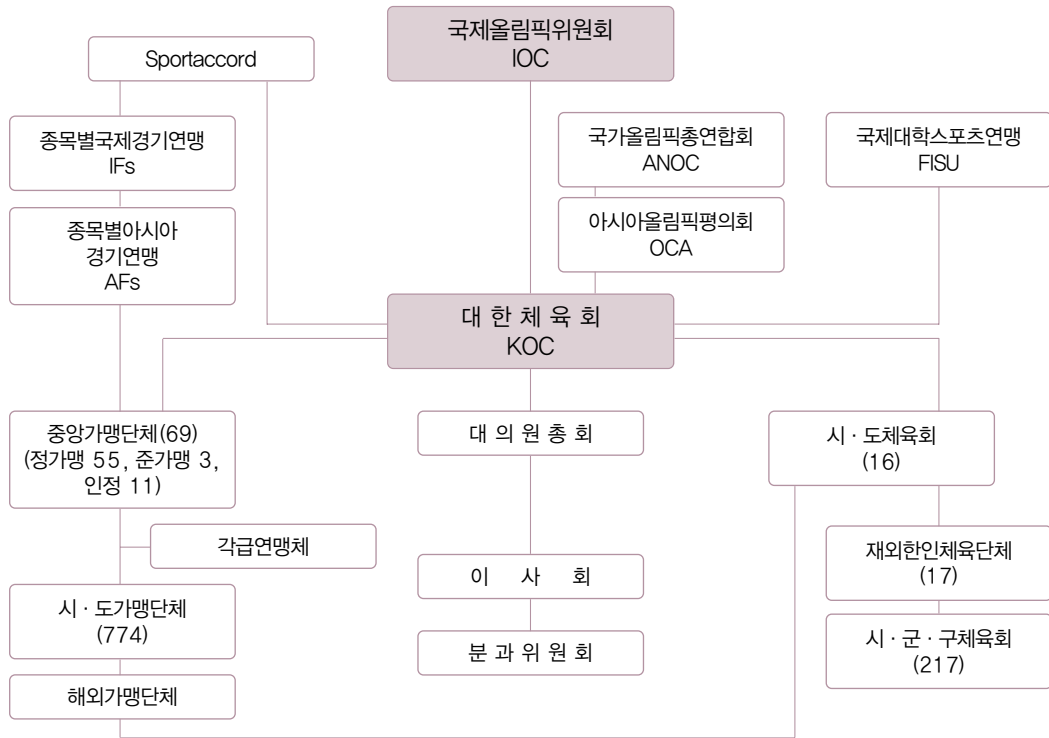 국제올림픽위원회
IOC
Sportaccord
종목별국제경기연맹
IFs
국가올림픽총연합회
ANOC
국제대학스포츠연맹
FISU
종목별아시아
경기연맹
AFs
아시아올림픽평의회
OCA
대 한 체 육 회
KOC
중앙가맹단체(69)
(정가맹 55, 준가맹 3,
인정 11)
대 의 원 총 회
시 · 도체육회
(16)
각급연맹체
재외한인체육단체
(17)
이 사 회
시 · 도가맹단체
(774)
시 · 군 · 구체육회
(217)
분 과 위 원 회
해외가맹단체